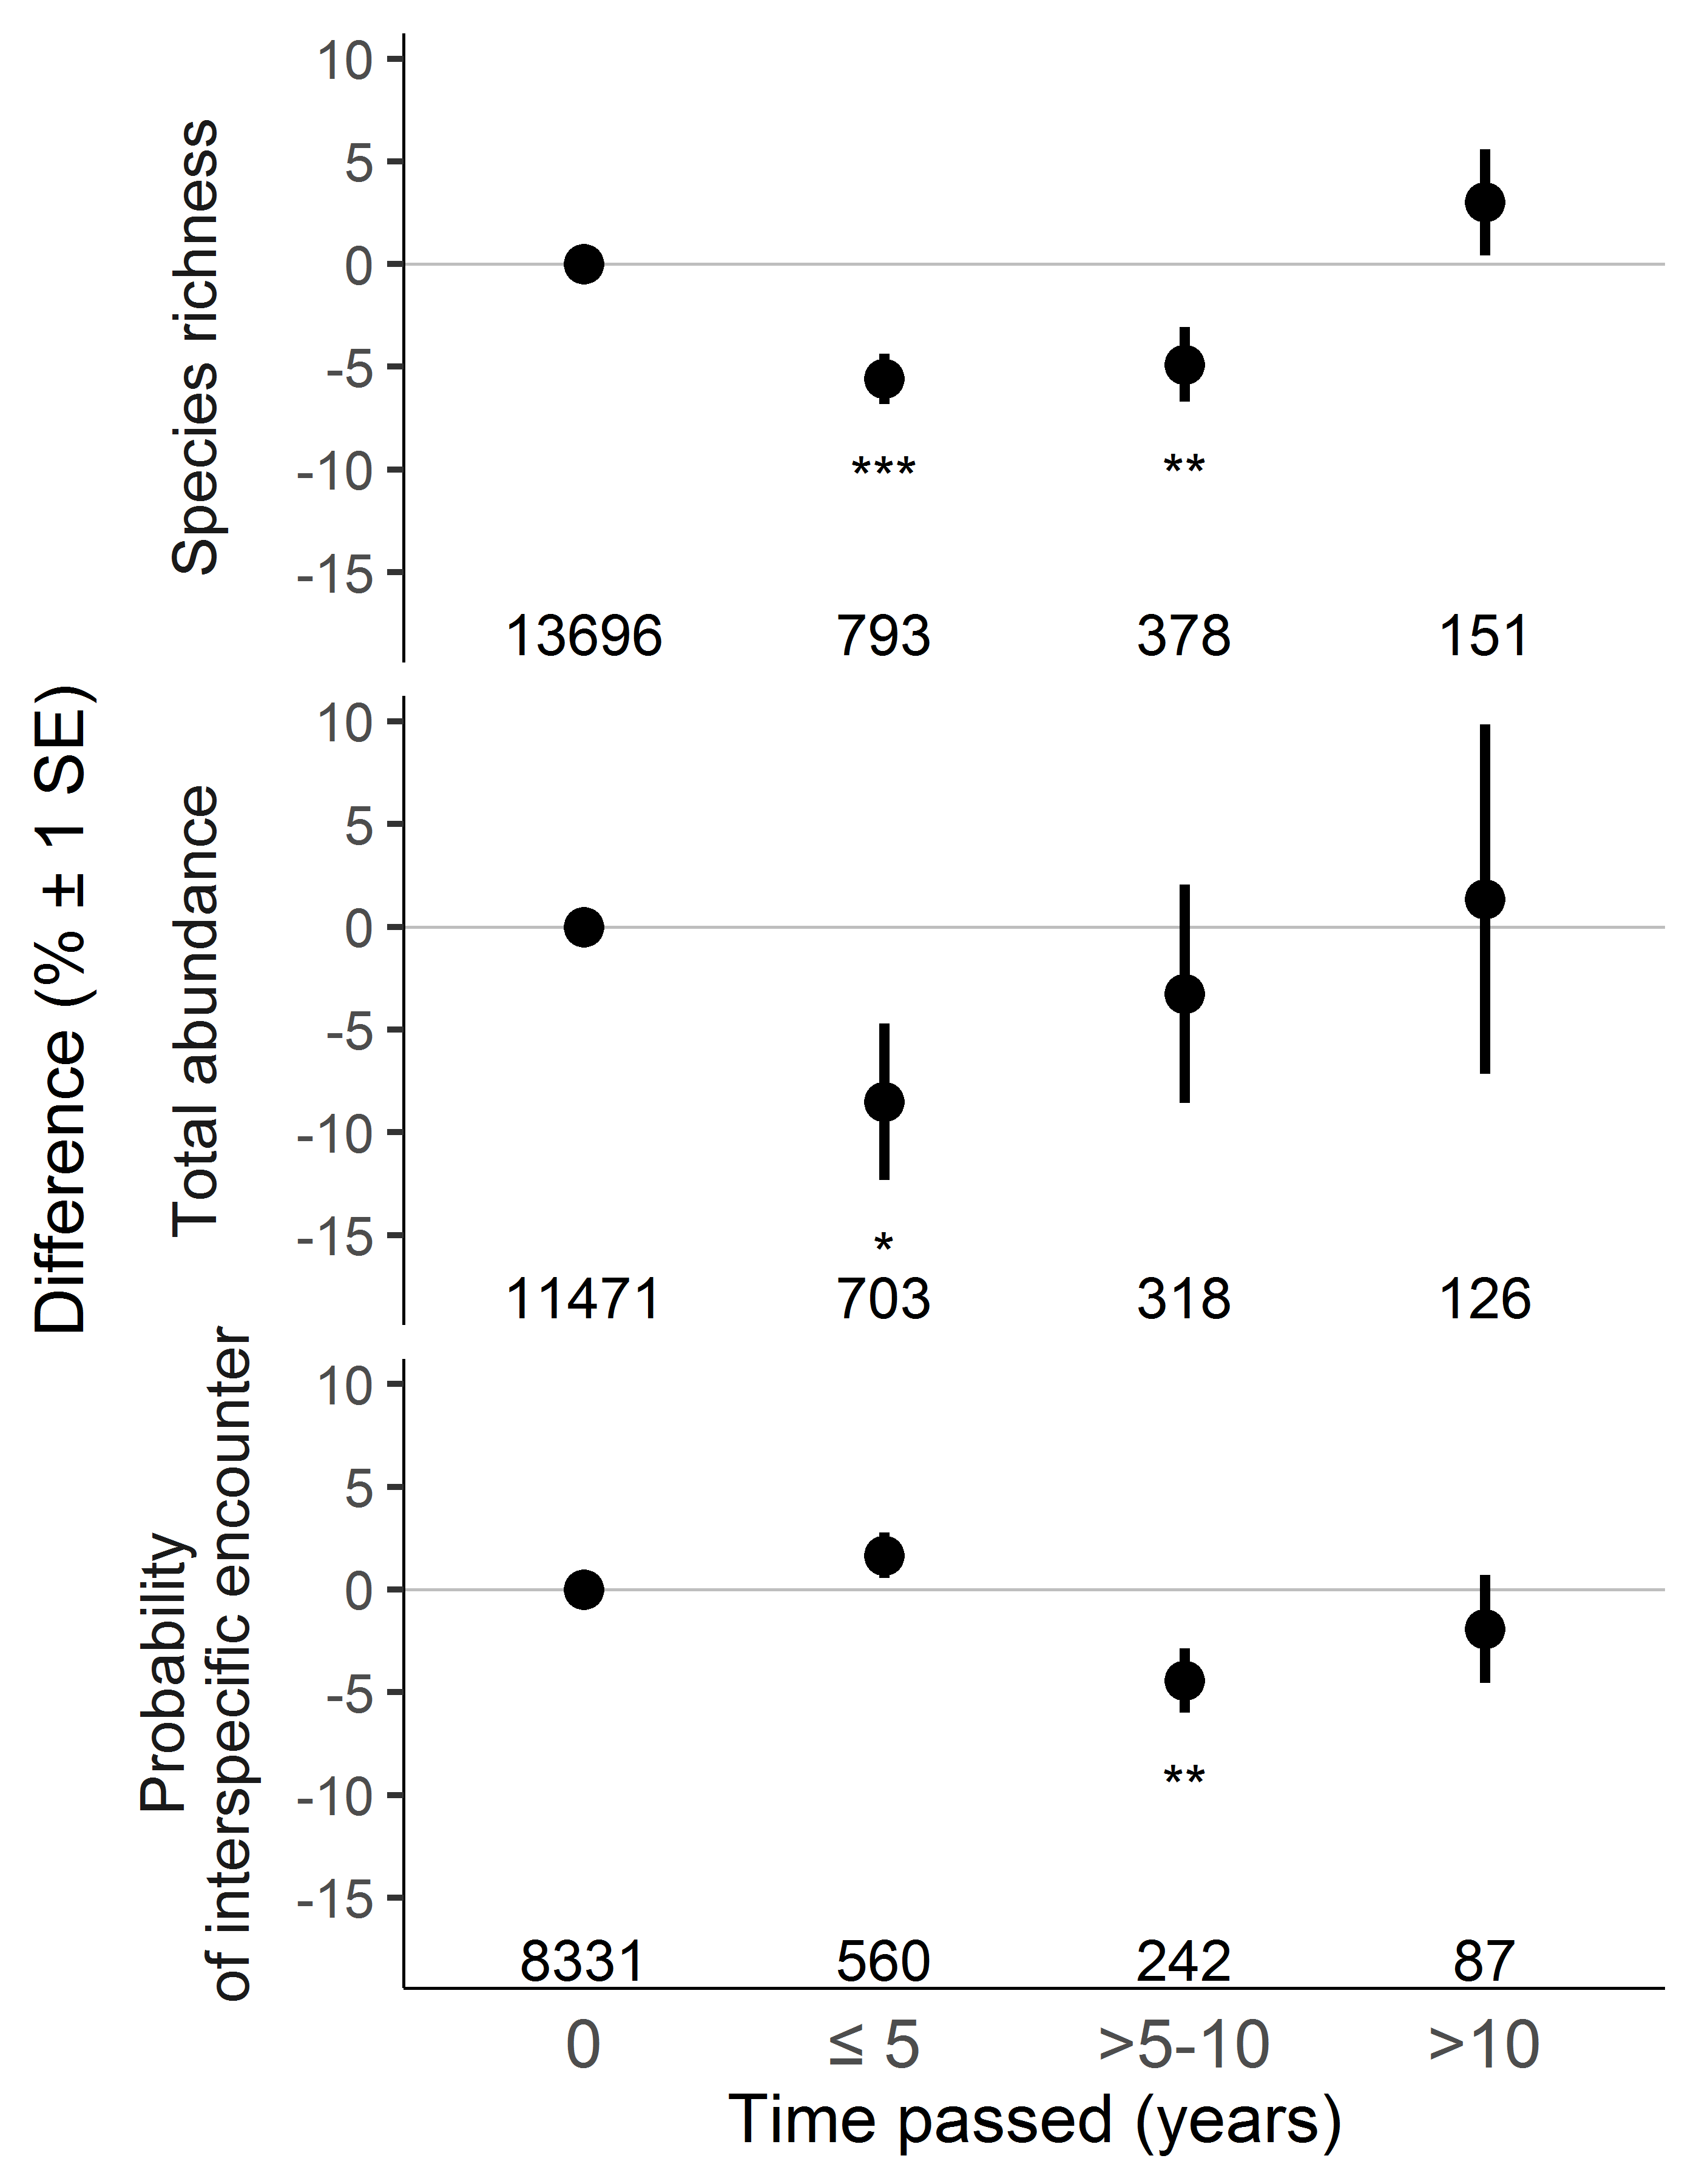 Difference (% ± 1 SE)
Species richness
10
5
0
-5
-10
-15
*** **
13696 793 378 151
Total abundance
10
5
0
-5
-10
-15
*
11471 703 318 126
Probability
of interspecific encounter
10
5
0
-5
-10
-15
**
8331 560 242 87
0 ≤ 5 >5-10 >10
Time passed (years)